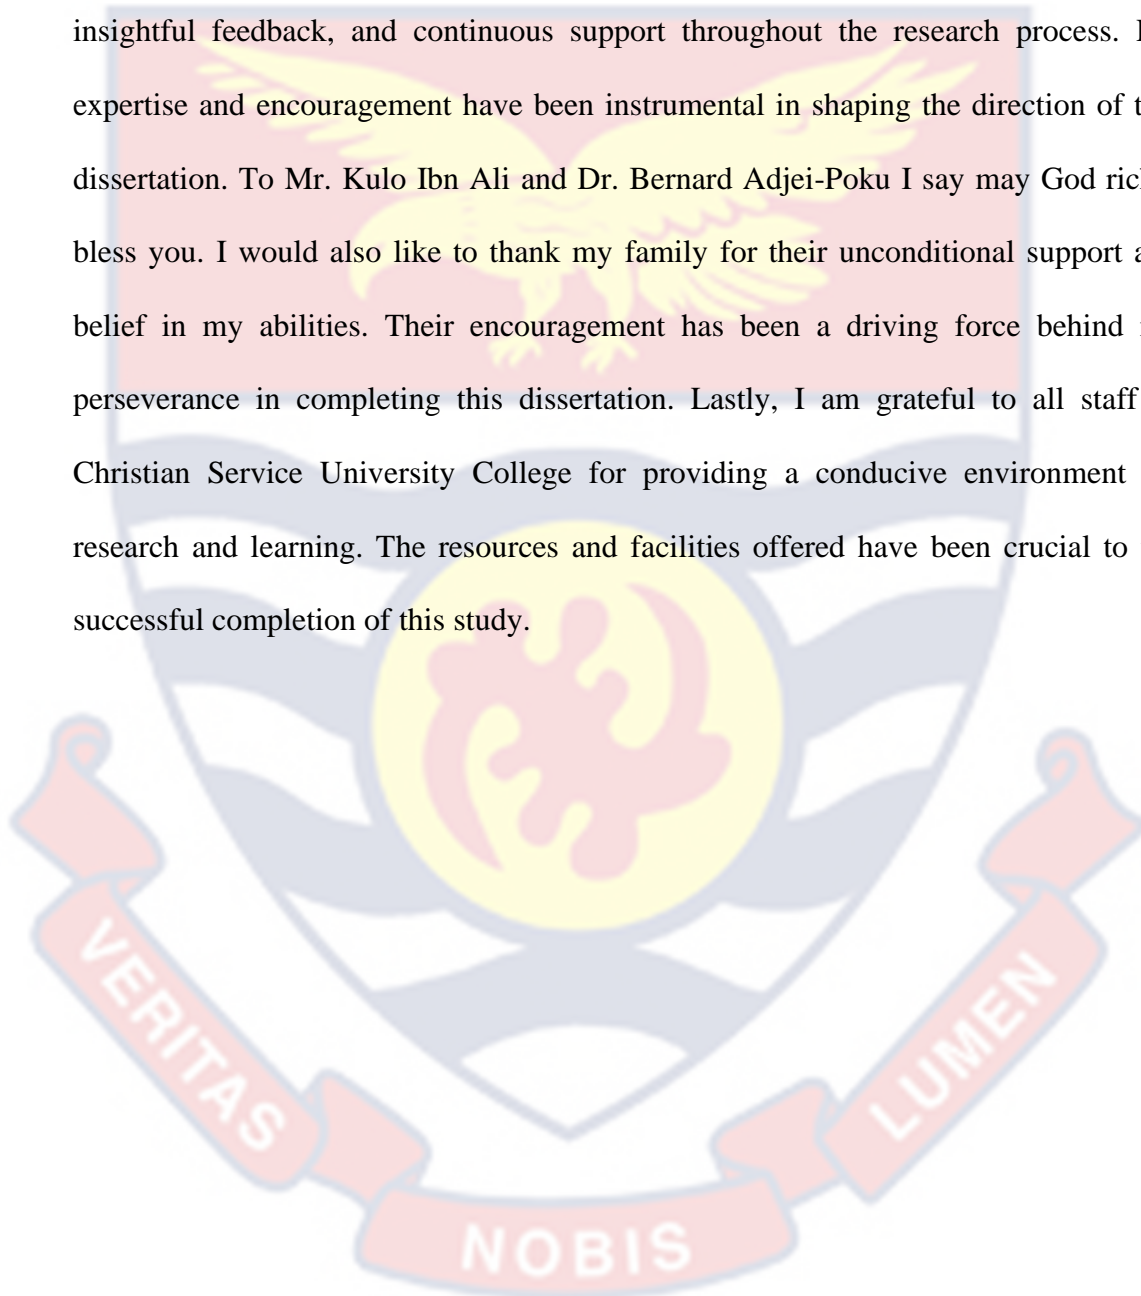 insightful feedback, and continuous support throughout the research process.
expertise and encouragement have been instrumental in shaping the direction of
dissertation. To Mr. Kulo Ibn Ali and Dr. Bernard Adjei-Poku I say may God
bless you. I would also like to thank my family for their unconditional support
belief in my abilities. Their encouragement has been a driving force behind
perseverance in completing this dissertation. Lastly, I am grateful to all staff
Christian Service University College for providing a conducive environment
research and learning. The resources and facilities offered have been crucial to
successful completion of this study.
VERITAS
NOBIS
LUMEN